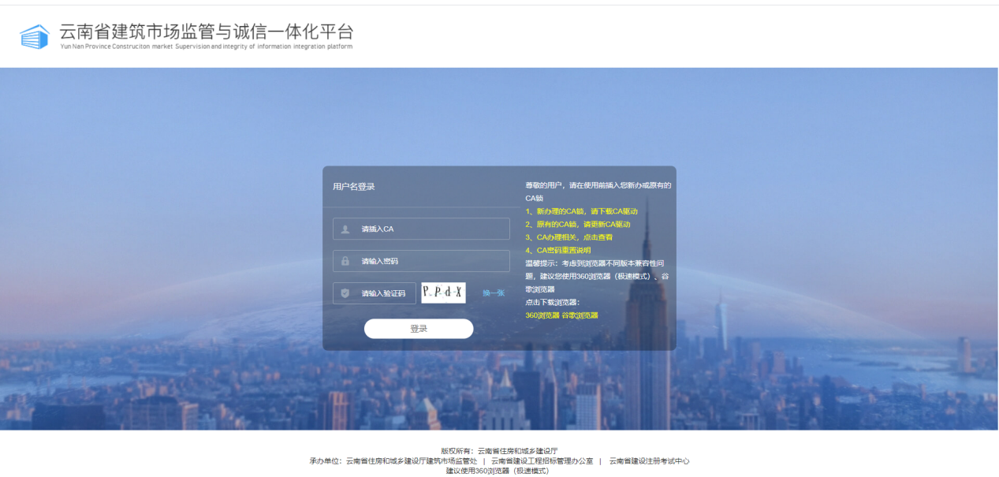 云南省建筑市场监管与诚信一体化平台
Yun Nan Province Construciton market Supervision and integrity of information integration platform
用户名登录
请插入CA
请输入密码
请输入验证码
PPdX
换一张
登录
尊敬的用户，请在使用前插入您新办或原有的
CA锁
1、新办理的CA锁，请下载CA驱动
2、原有的CA锁，请更新CA驱动
3、CA办理相关，点击查看
4、CA密码重置说明
温馨提示：考虑到浏览器不同版本兼容性问
题，建议您使用360浏览器（极速模式）、谷
歌浏览器
点击下载浏览器：
360浏览器 谷歌浏览器
版权所有：云南省住房和城乡建设厅
承办单位：云南省住房和城乡建设厅建筑市场监管处 | 云南省建设工程招标管理办公室 | 云南省建设注册考试中心
建议使用360浏览器（极速模式）